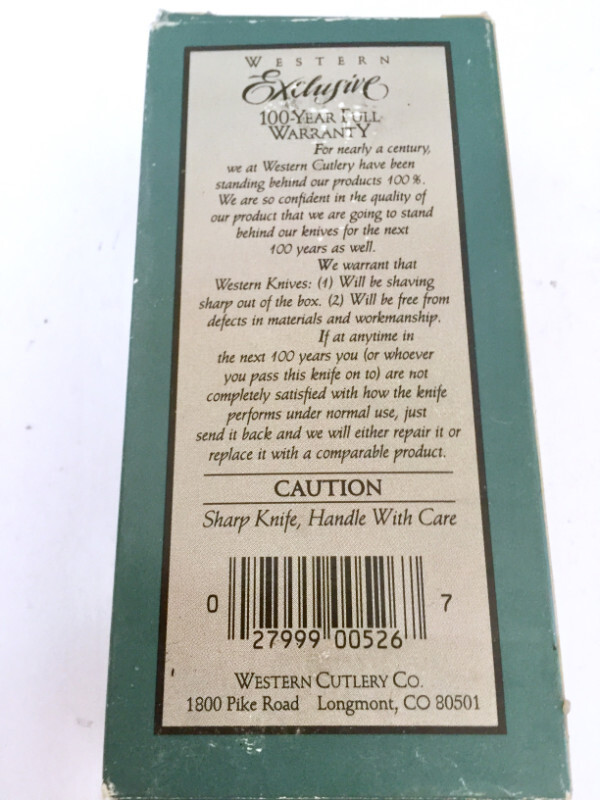 WESTERN
Exclusive
100-YEAR FULL
WARRANTY
For nearly a century,
we at Western Cutlery have been
standing behind our products 100%.
We are so confident in the quality of
our product that we are going to stand
behind our knives for the next
100 years as well.
We warrant that
Western Knives: (1) Will be shaving
sharp out of the box. (2) Will be free from
defects in materials and workmanship.
If at anytime in
the next 100 years you (or whoever
you pass this knife on to) are not
completely satisfied with how the knife
performs under normal use, just
send it back and we will either repair it or
replace it with a comparable product.
CAUTION
Sharp Knife, Handle With Care
0 27999 00526 7
WESTERN CUTLERY CO.
1800 Pike Road Longmont, CO 80501